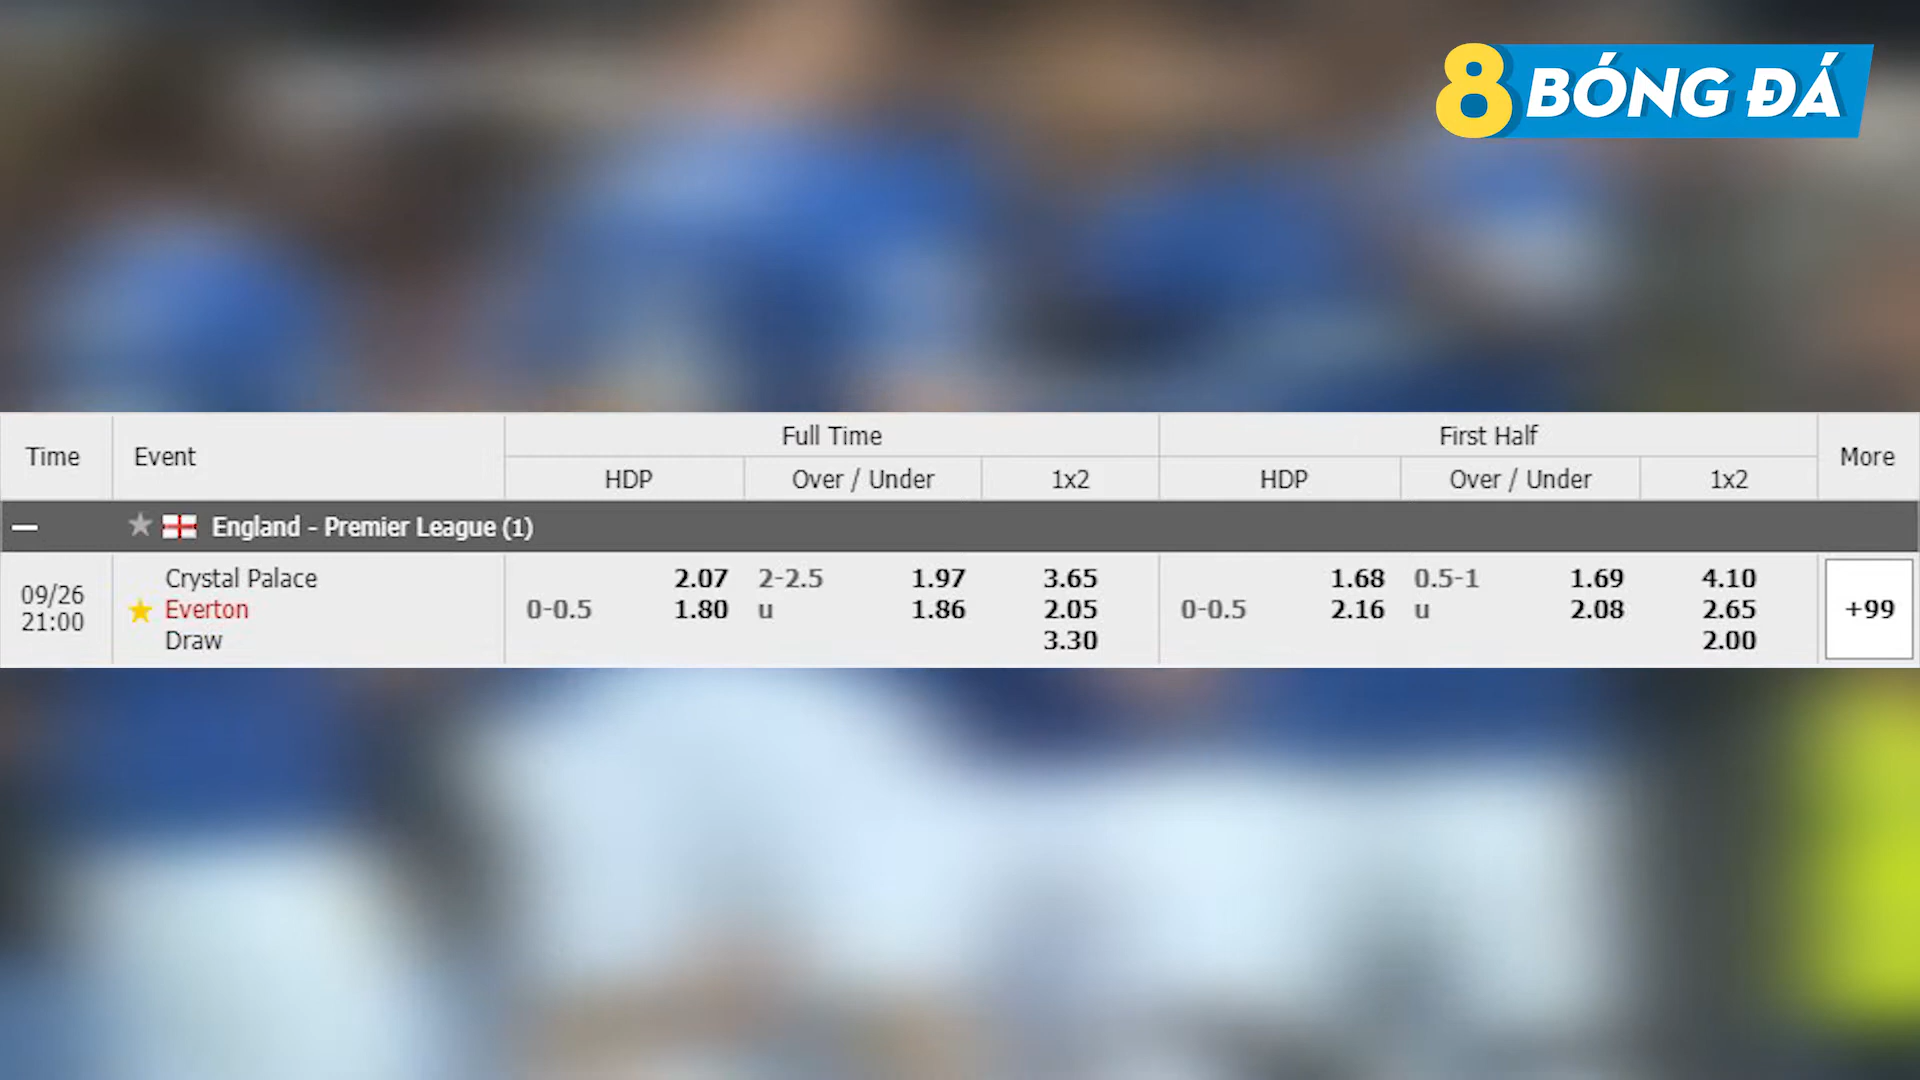 8 BÓNG ĐÁ
Time Event Full Time First Half More
HDP Over / Under 1x2 HDP Over / Under 1x2
England - Premier League (1)
09/26 21:00
Crystal Palace 2.07 2-2.5 1.97 3.65 1.68 0.5-1 1.69 4.10
Everton 0-0.5 1.80 u 1.86 2.05 0-0.5 2.16 u 2.08 2.65 +99
Draw 3.30 2.00